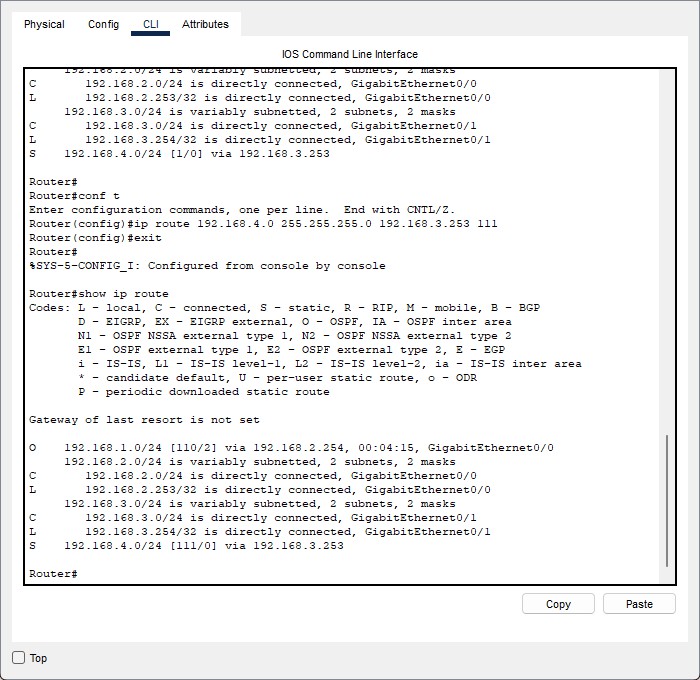 Physical Config CLI Attributes
IOS Command Line Interface
192.168.2.0/24 is variably subnetted, 2 subnets, 2 masks
C 192.168.2.0/24 is directly connected, GigabitEthernet0/0
L 192.168.2.253/32 is directly connected, GigabitEthernet0/0
192.168.3.0/24 is variably subnetted, 2 subnets, 2 masks
C 192.168.3.0/24 is directly connected, GigabitEthernet0/1
L 192.168.3.254/32 is directly connected, GigabitEthernet0/1
S 192.168.4.0/24 [1/0] via 192.168.3.253
Router#
Router#conf t
Enter configuration commands, one per line. End with CNTL/Z.
Router(config)#ip route 192.168.4.0 255.255.255.0 192.168.3.253 111
Router(config)#exit
Router#
%SYS-5-CONFIG_I: Configured from console by console
Router#show ip route
Codes: L - local, C - connected, S - static, R - RIP, M - mobile, B - BGP
D - EIGRP, EX - EIGRP external, O - OSPF, IA - OSPF inter area
N1 - OSPF NSSA external type 1, N2 - OSPF NSSA external type 2
E1 - OSPF external type 1, E2 - OSPF external type 2, E - EGP
i - IS-IS, L1 - IS-IS level-1, L2 - IS-IS level-2, ia - IS-IS inter area
* - candidate default, U - per-user static route, o - ODR
P - periodic downloaded static route
Gateway of last resort is not set
O 192.168.1.0/24 [110/2] via 192.168.2.254, 00:04:15, GigabitEthernet0/0
192.168.2.0/24 is variably subnetted, 2 subnets, 2 masks
C 192.168.2.0/24 is directly connected, GigabitEthernet0/0
L 192.168.2.253/32 is directly connected, GigabitEthernet0/0
192.168.3.0/24 is variably subnetted, 2 subnets, 2 masks
C 192.168.3.0/24 is directly connected, GigabitEthernet0/1
L 192.168.3.254/32 is directly connected, GigabitEthernet0/1
S 192.168.4.0/24 [111/0] via 192.168.3.253
Router#
Copy Paste
Top